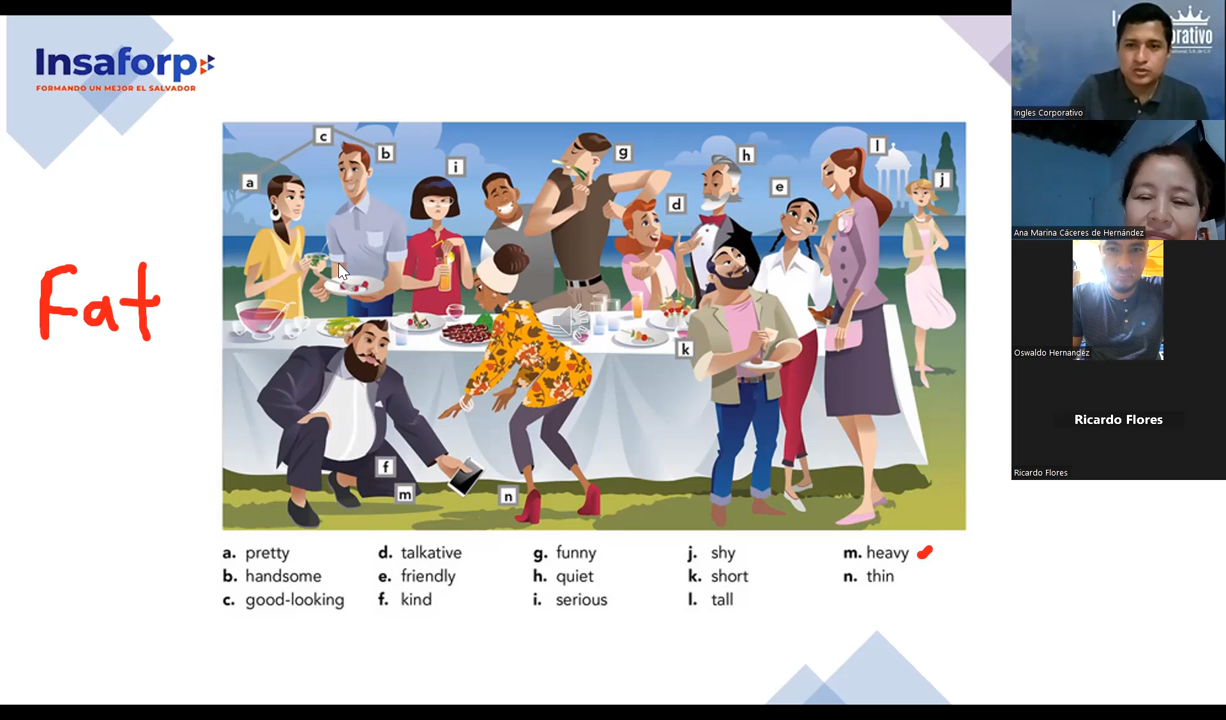 Insaforp
FORMANDO UN MEJOR EL SALVADOR
Fat
c
b
a
i
g
h
l
e
j
d
k
f
m
n
a. pretty
b. handsome
c. good-looking
d. talkative
e. friendly
f. kind
g. funny
h. quiet
i. serious
j. shy
k. short
l. tall
m. heavy
n. thin
Ingles Corporativo
Ana Marina Cáceres de Hernández
Oswaldo Hernandez
Ricardo Flores
Ricardo Flores